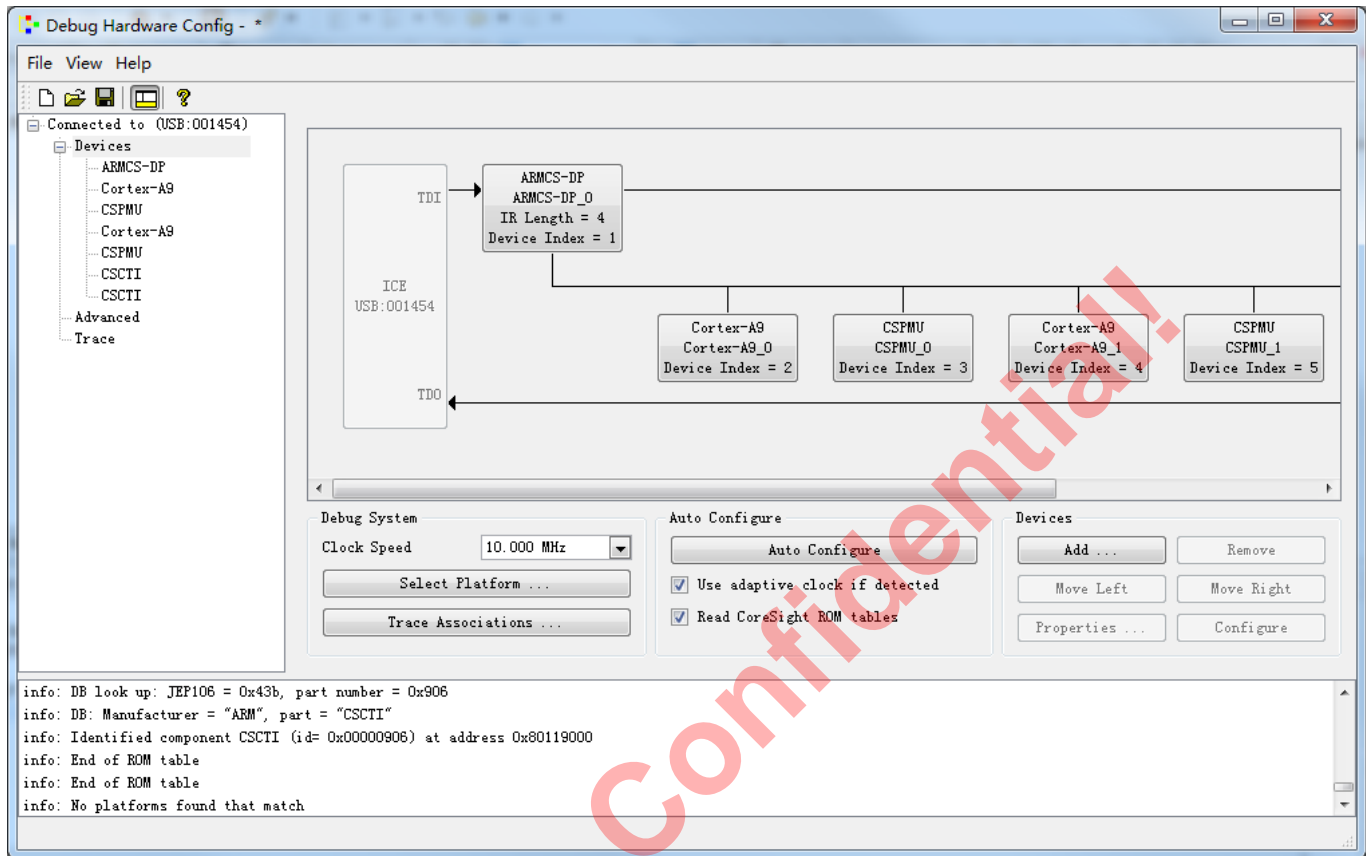 Debug Hardware Config - *
File View Help
Connected to (USB:001454)
Devices
ARMCS-DP
Cortex-A9
CSPMU
Cortex-A9
CSPMU
CSCTI
CSCTI
Advanced
Trace
TDI
ICE
USB:001454
TDO
ARMCS-DP
ARMCS-DP_0
IR Length = 4
Device Index = 1
Cortex-A9
Cortex-A9_0
Device Index = 2
CSPMU
CSPMU_0
Device Index = 3
Cortex-A9
Cortex-A9_1
Device Index = 4
CSPMU
CSPMU_1
Device Index = 5
Debug System
Clock Speed 10.000 MHz
Select Platform ...
Trace Associations ...
Auto Configure
Auto Configure
Use adaptive clock if detected
Read CoreSight ROM tables
Devices
Add ... Remove
Move Left Move Right
Properties ... Configure
info: DB look up: JEP106 = 0x43b, part number = 0x906
info: DB: Manufacturer = "ARM", part = "CSCTI"
info: Identified component CSCTI (id= 0x00000906) at address 0x80119000
info: End of ROM table
info: End of ROM table
info: No platforms found that match
Confidential!